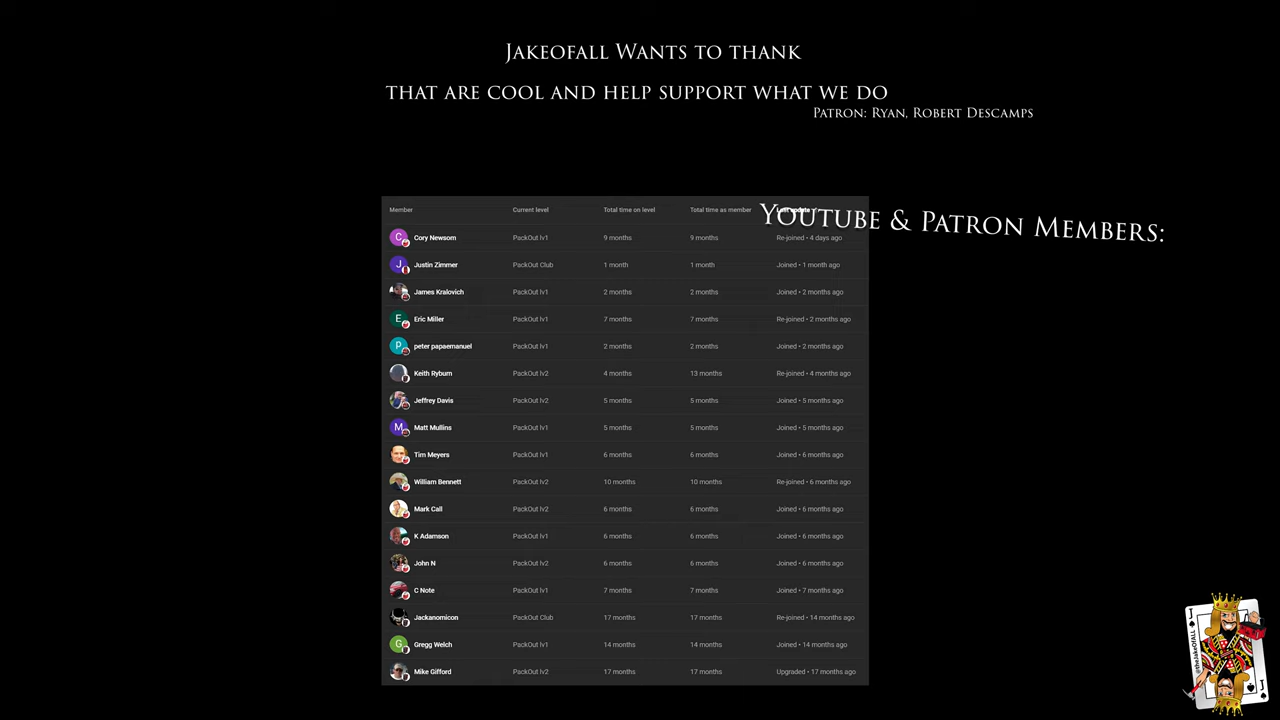 Jakeofall Wants to thank
that are cool and help support what we do
Patron: Ryan, Robert Descamps
Youtube & Patron Members:
Member Current level Total time on level Total time as member Last update
C Cory Newsom PackOut lv1 9 months 9 months Re-joined • 4 days ago
J Justin Zimmer PackOut Club 1 month 1 month Joined • 1 month ago
James Kralovich PackOut lv1 2 months 2 months Joined • 2 months ago
E Eric Miller PackOut lv1 7 months 7 months Re-joined • 2 months ago
P peter papaemanuel PackOut lv1 2 months 2 months Joined • 2 months ago
Keith Ryburn PackOut lv2 4 months 13 months Re-joined • 4 months ago
Jeffrey Davis PackOut lv2 5 months 5 months Joined • 5 months ago
M Matt Mullins PackOut lv1 5 months 5 months Joined • 5 months ago
Tim Meyers PackOut lv1 6 months 6 months Joined • 6 months ago
William Bennett PackOut lv2 10 months 10 months Re-joined • 6 months ago
Mark Call PackOut lv2 6 months 6 months Joined • 6 months ago
K Adamson PackOut lv1 6 months 6 months Joined • 6 months ago
John N PackOut lv2 6 months 6 months Joined • 6 months ago
C Note PackOut lv1 7 months 7 months Joined • 7 months ago
Jackanomicon PackOut Club 17 months 17 months Re-joined • 14 months ago
G Gregg Welch PackOut lv1 14 months 14 months Joined • 14 months ago
Mike Gifford PackOut lv2 17 months 17 months Upgraded • 17 months ago
J
@theJakeOfALL
J